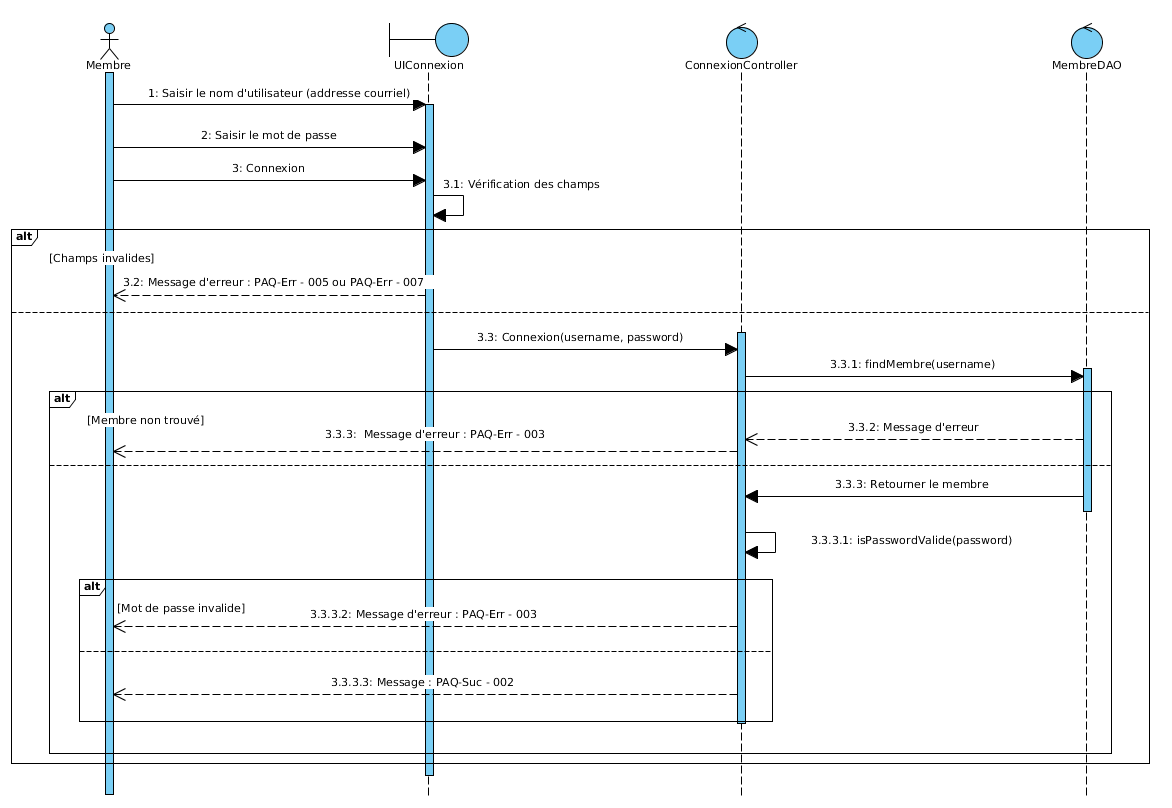 Membre
UIConnexion
ConnexionController
MembreDAO
1: Saisir le nom d'utilisateur (addresse courriel)
2: Saisir le mot de passe
3: Connexion
3.1: Vérification des champs
alt
[Champs invalides]
3.2: Message d'erreur : PAQ-Err - 005 ou PAQ-Err - 007
3.3: Connexion(username, password)
3.3.1: findMembre(username)
alt
[Membre non trouvé]
3.3.2: Message d'erreur
3.3.3:  Message d'erreur : PAQ-Err - 003
3.3.3: Retourner le membre
3.3.3.1: isPasswordValide(password)
alt
[Mot de passe invalide]
3.3.3.2: Message d'erreur : PAQ-Err - 003
3.3.3.3: Message : PAQ-Suc - 002